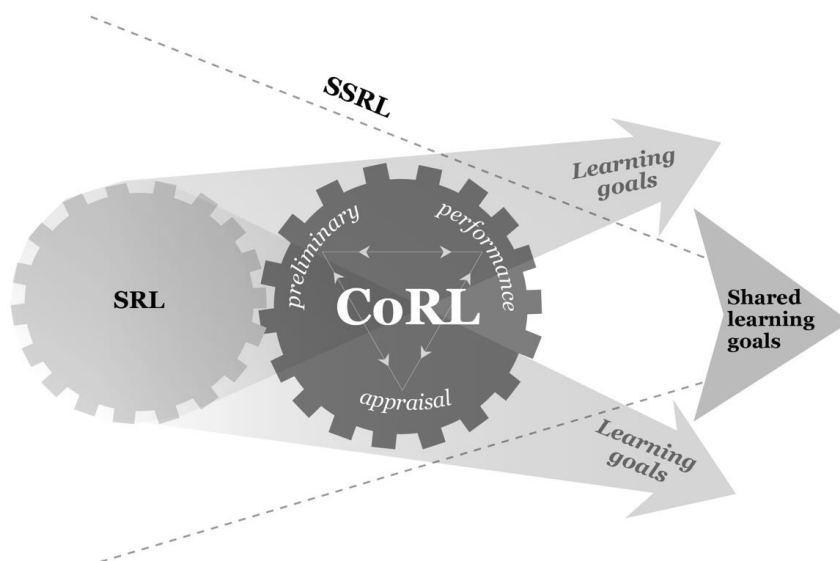 SSRL
Learning
goals
preliminary
performance
SRL
CoRL
Shared
learning
goals
appraisal
Learning
goals